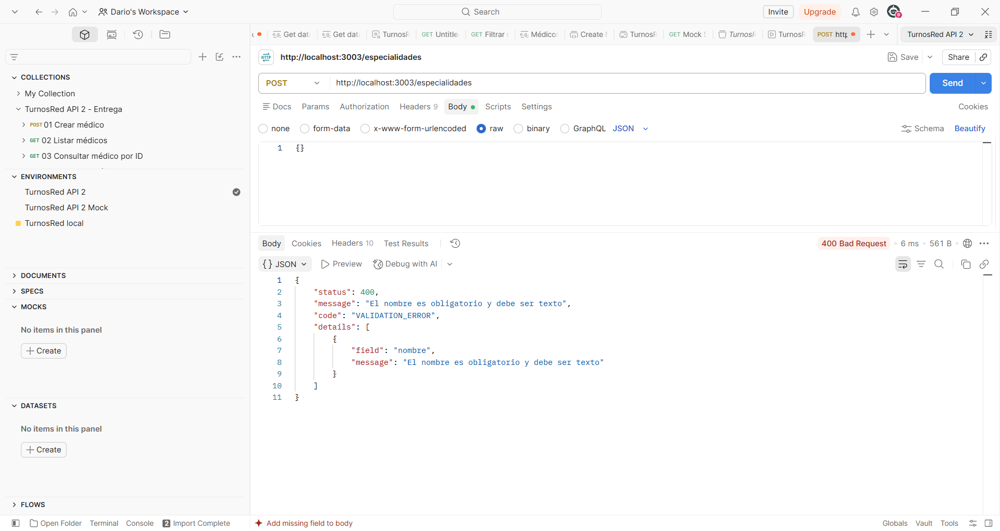 Dario's Workspace
Search
Invite
Upgrade
D
Get dat
Get dat
TurnosR
GET Untitle
GET Filtrar
Médico
Create
TurnosR
GET Mock S
TurnosR
TurnosR
POST http
TurnosRed API 2
HTTP
http://localhost:3003/especialidades
Save
Share
COLLECTIONS
My Collection
TurnosRed API 2 - Entrega
POST 01 Crear médico
GET 02 Listar médicos
GET 03 Consultar médico por ID
ENVIRONMENTS
TurnosRed API 2
TurnosRed API 2 Mock
TurnosRed local
DOCUMENTS
SPECS
MOCKS
No items in this panel
Create
DATASETS
No items in this panel
Create
FLOWS
POST
http://localhost:3003/especialidades
Send
Docs
Params
Authorization
Headers 9
Body
Scripts
Settings
Cookies
none
form-data
x-www-form-urlencoded
raw
binary
GraphQL
JSON
Schema
Beautify
1 {}
Body
Cookies
Headers 10
Test Results
400 Bad Request
6 ms
561 B
{} JSON
Preview
Debug with AI
1 {
2 "status": 400,
3 "message": "El nombre es obligatorio y debe ser texto",
4 "code": "VALIDATION_ERROR",
5 "details": [
6 {
7 "field": "nombre",
8 "message": "El nombre es obligatorio y debe ser texto"
9 }
10 ]
11 }
Open Folder
Terminal
Console
2 Import Complete
Add missing field to body
Globals
Vault
Tools